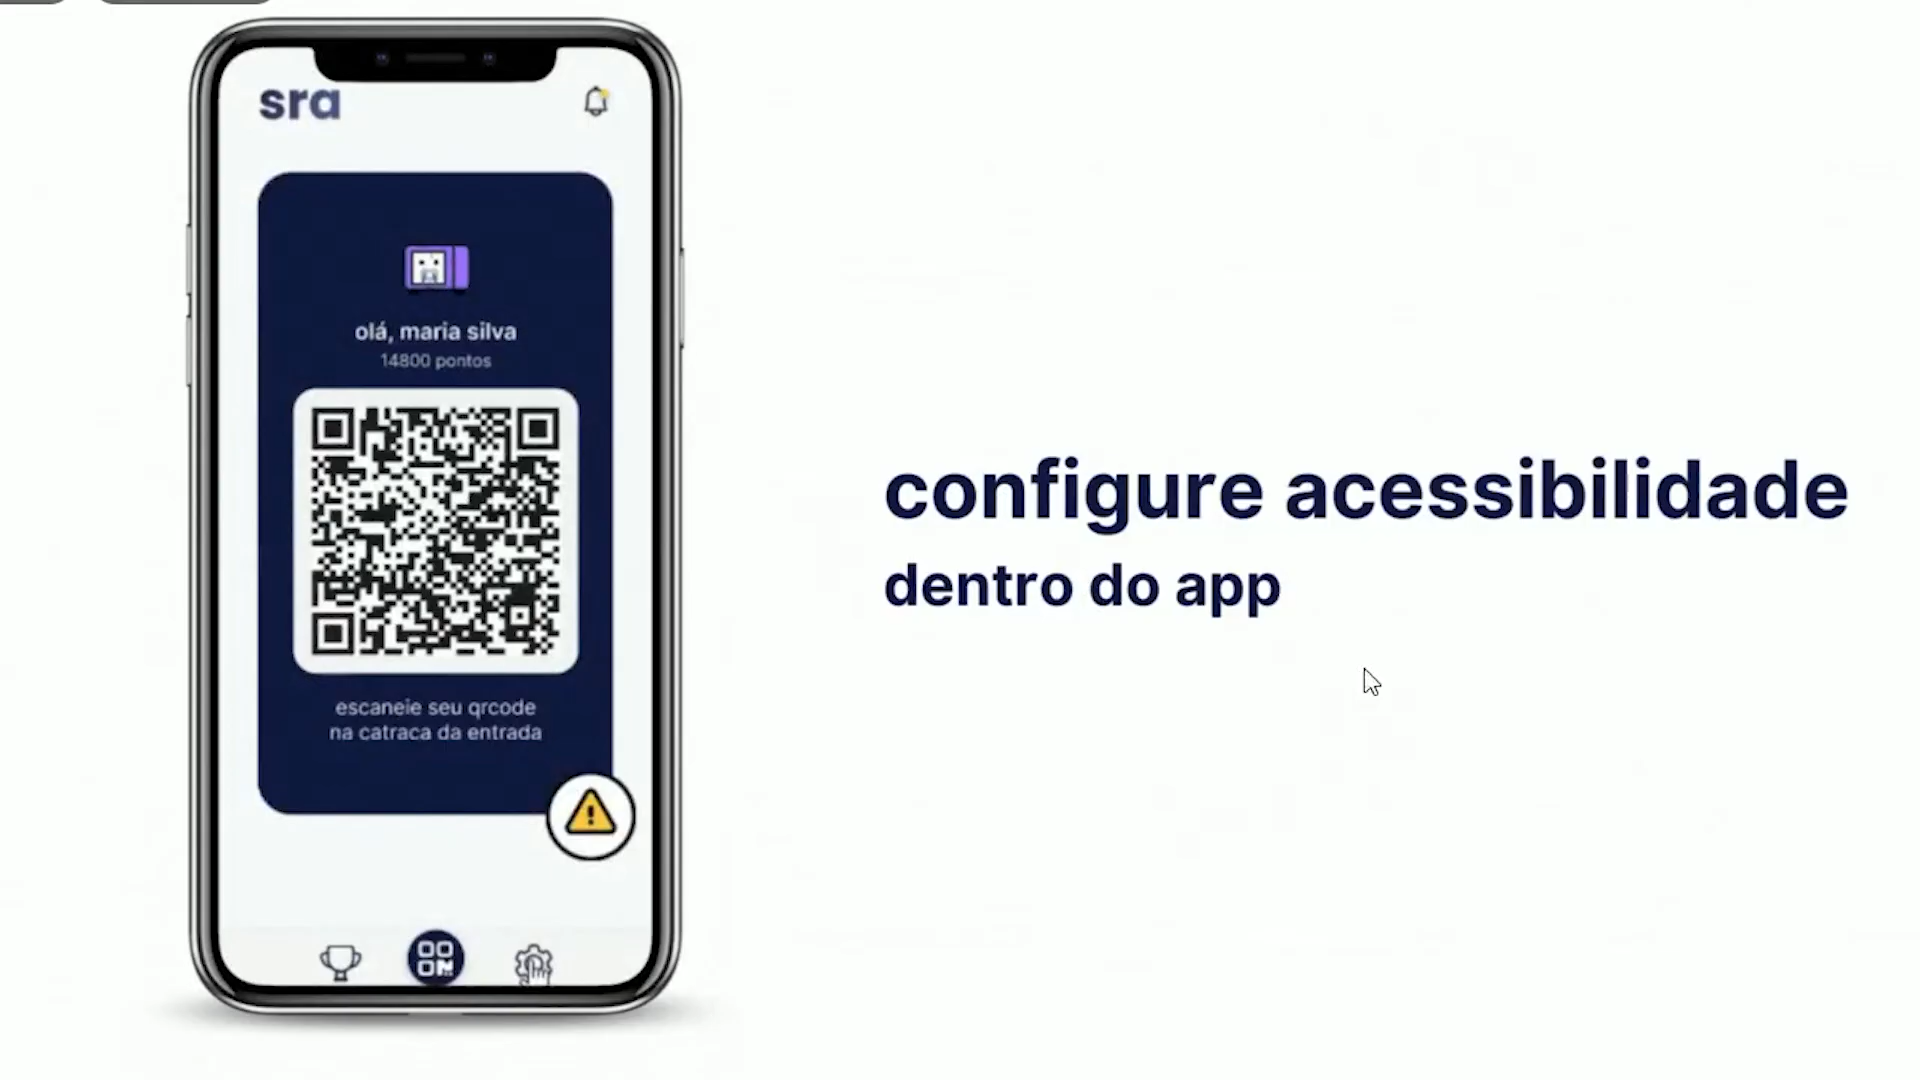 sra
olá, maria silva
14800 pontos
escaneie seu qrcode
na catraca da entrada
configure acessibilidade
dentro do app